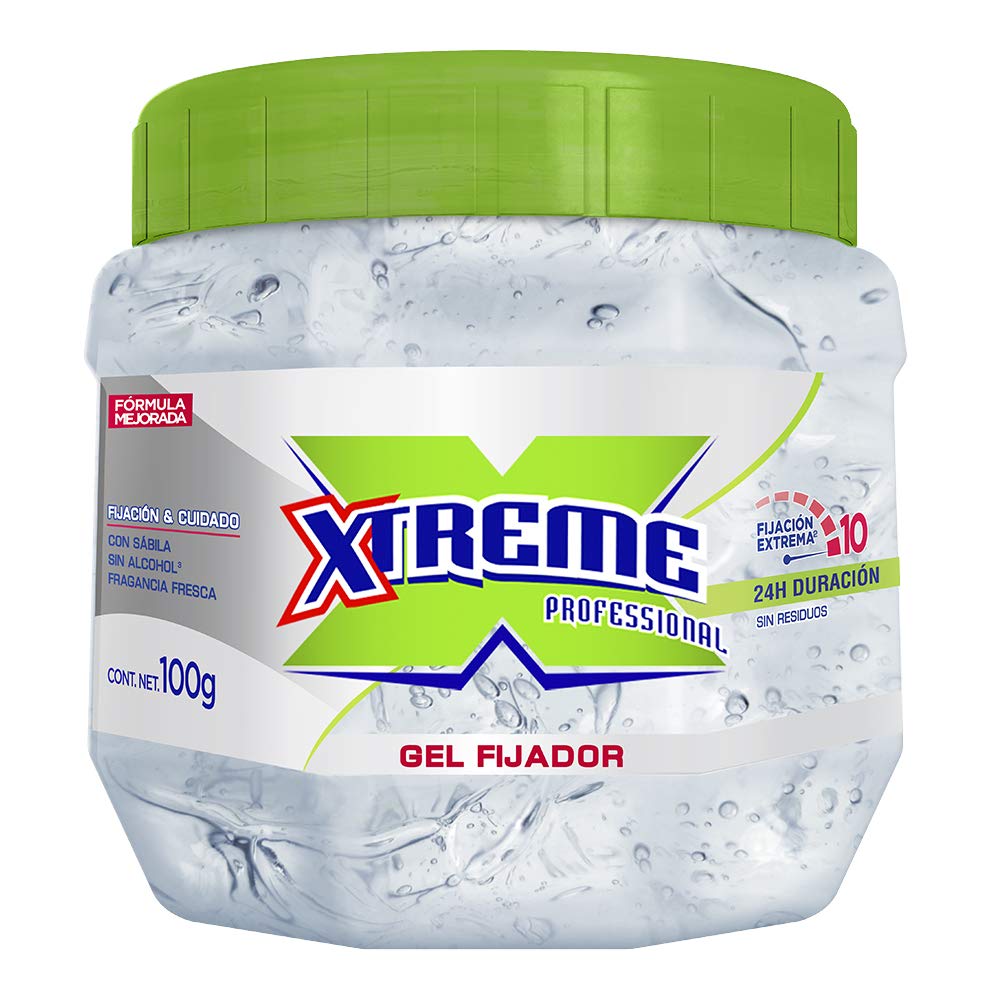 FÓRMULA
MEJORADA
FIJACIÓN & CUIDADO
CON SÁBILA
SIN ALCOHOL³
FRAGANCIA FRESCA
CONT. NET. 100g
XTREME
PROFESSIONAL
FIJACIÓN
EXTREMA²
10
24H DURACIÓN
SIN RESIDUOS
GEL FIJADOR